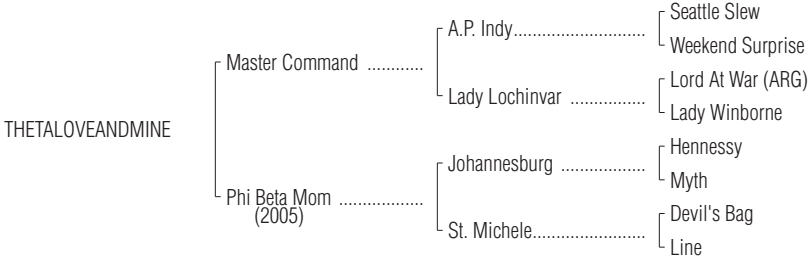 Seattle Slew
A.P. Indy..............................
Weekend Surprise
Master Command ............
Lord At War (ARG)
Lady Lochinvar .................
Lady Winborne
THETALOVEANDMINE
Hennessy
Johannesburg ...................
Myth
Phi Beta Mom ..................
(2005)
Devil's Bag
St. Michele.........................
Line